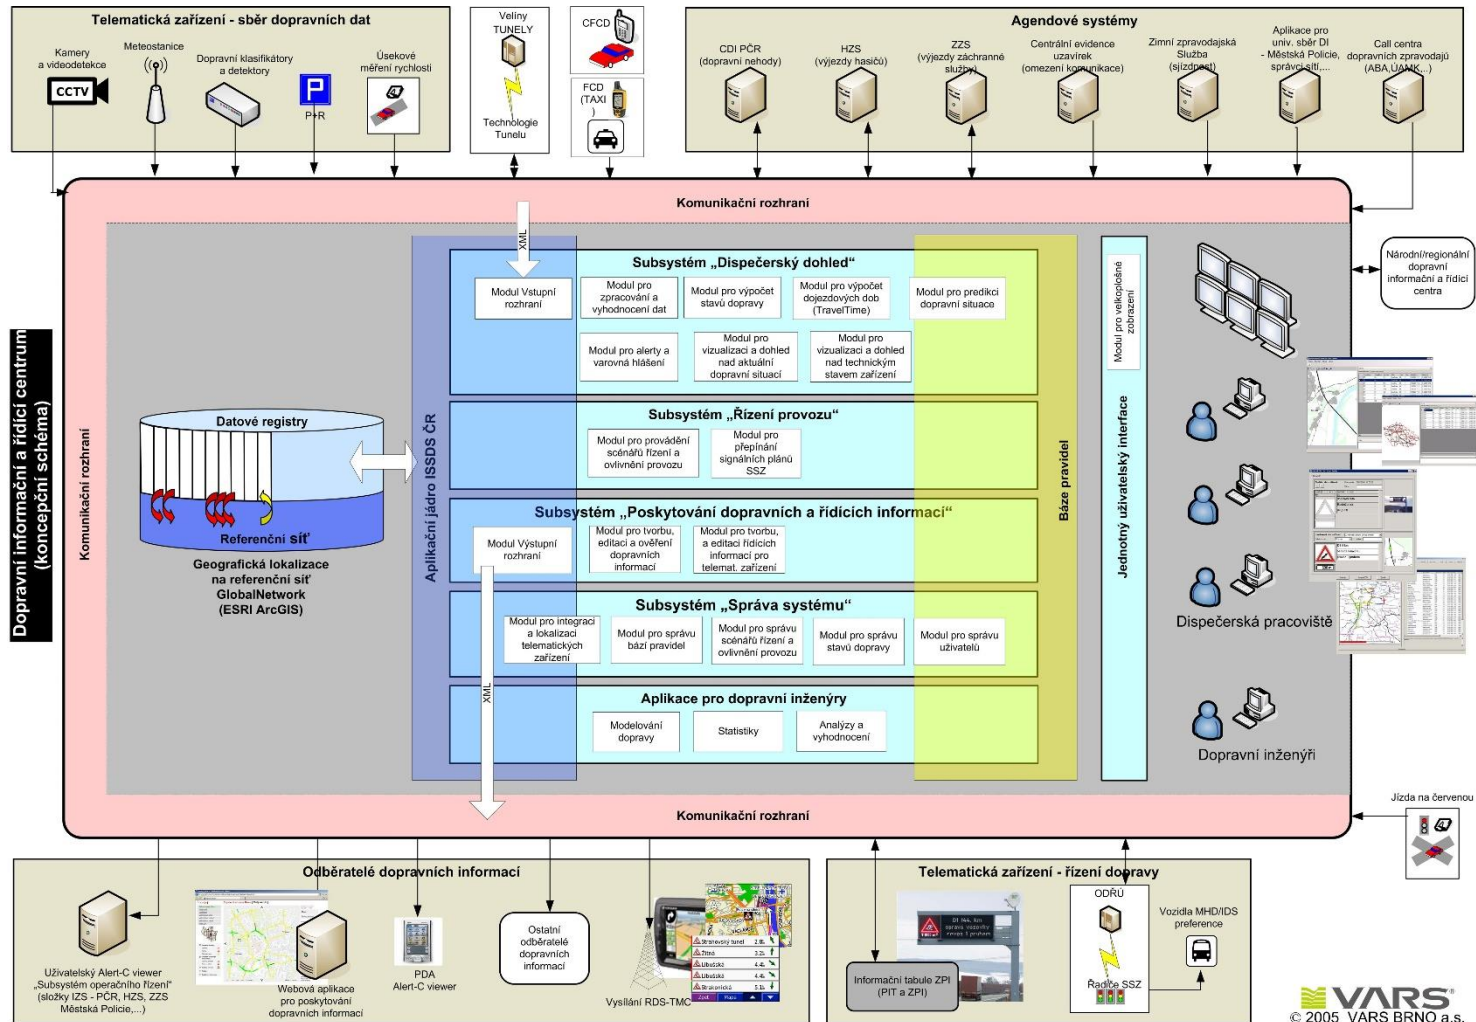 Telematická zařízení - sběr dopravních dat
Kamery
a videodetekce
CCTV
Meteostanice
Dopravní klasifikátory
a detektory
P
P+R
Úsekové
měření rychlosti
Velíny
TUNELY
Technologie
Tunelu
CFCD
FCD
(TAXI
)
Agendové systémy
CDI PČR
(dopravní nehody)
HZS
(výjezdy hasičů)
ZZS
(výjezdy záchranné
služby)
Centrální evidence
uzavírek
(omezení komunikace)
Zimní zpravodajská
Služba
(sjízdnost)
Aplikace pro
univ. sběr DI
- Městská Policie,
správci sítí,...
Call centra
dopravních zpravodajů
(ABA,ÚAMK,..)
Komunikační rozhraní
Dopravní informační a řídící centrum
(koncepční schéma)
Komunikační rozhraní
Datové registry
Referenční síť
Geografická lokalizace
na referenční síť
GlobalNetwork
(ESRI ArcGIS)
Aplikační jádro ISSDS ČR
XML
Subsystém „Dispečerský dohled“
Modul Vstupní
rozhraní
Modul pro
zpracování a
vyhodnocení dat
Modul pro výpočet
stavů dopravy
Modul pro výpočet
dojezdových dob
(TravelTime)
Modul pro predikci
dopravní situace
Modul pro alerty a
varovná hlášení
Modul pro
vizualizaci a dohled
nad aktuální
dopravní situací
Modul pro
vizualizaci a dohled
nad technickým
stavem zařízení
Subsystém „Řízení provozu“
Modul pro provádění
scénářů řízení a
ovlivnění provozu
Modul pro
přepínání
signálních plánů
SSZ
Subsystém „Poskytování dopravních a řídících informací“
Modul Výstupní
rozhraní
Modul pro tvorbu,
editaci a ověření
dopravních
informací
Modul pro tvorbu,
a editaci řídících
informací pro
telemat. zařízení
Subsystém „Správa systému“
Modul pro integraci
a lokalizaci
telematických
zařízení
Modul pro správu
bází pravidel
Modul pro správu
scénářů řízení a
ovlivnění provozu
Modul pro správu
stavů dopravy
Modul pro správu
uživatelů
XML
Aplikace pro dopravní inženýry
Modelování
dopravy
Statistiky
Analýzy a
vyhodnocení
Báze pravidel
Jednotný uživatelský interface
Modul pro velkoplošné
zobrazení
Dispečerská pracoviště
Dopravní inženýři
Národní/regionální
dopravní
informační a řídící
centra
Komunikační rozhraní
Jízda na červenou
Odběratelé dopravních informací
Uživatelský Alert-C viewer
„Subsystém operačního řízení“
(složky IZS - PČR, HZS, ZZS
Městská Policie,...)
Webová aplikace
pro poskytování
dopravních informací
PDA
Alert-C viewer
Ostatní
odběratelé
dopravních
informací
Vysílání RDS-TMC
Strahovský tunel
Žitná
Libušská
Libušská
Strakonická
Zpět
Mapa
Telematická zařízení - řízení dopravy
Informační tabule ZPI
(PIT a ZPI)
ODŘÚ
Řadiče SSZ
Vozidla MHD/IDS
preference
VARS
© 2005 VARS BRNO a.s.